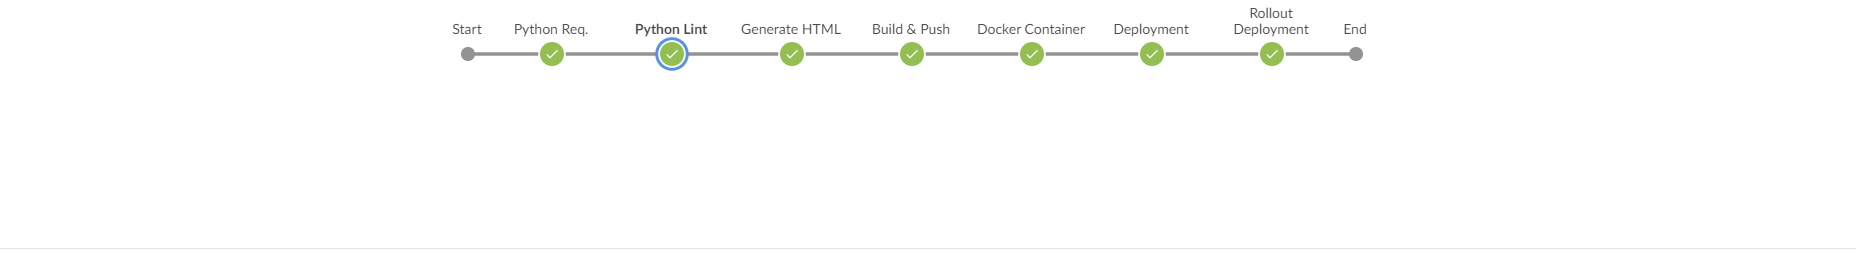 Start
Python Req.
Python Lint
Generate HTML
Build & Push
Docker Container
Deployment
Rollout
Deployment
End